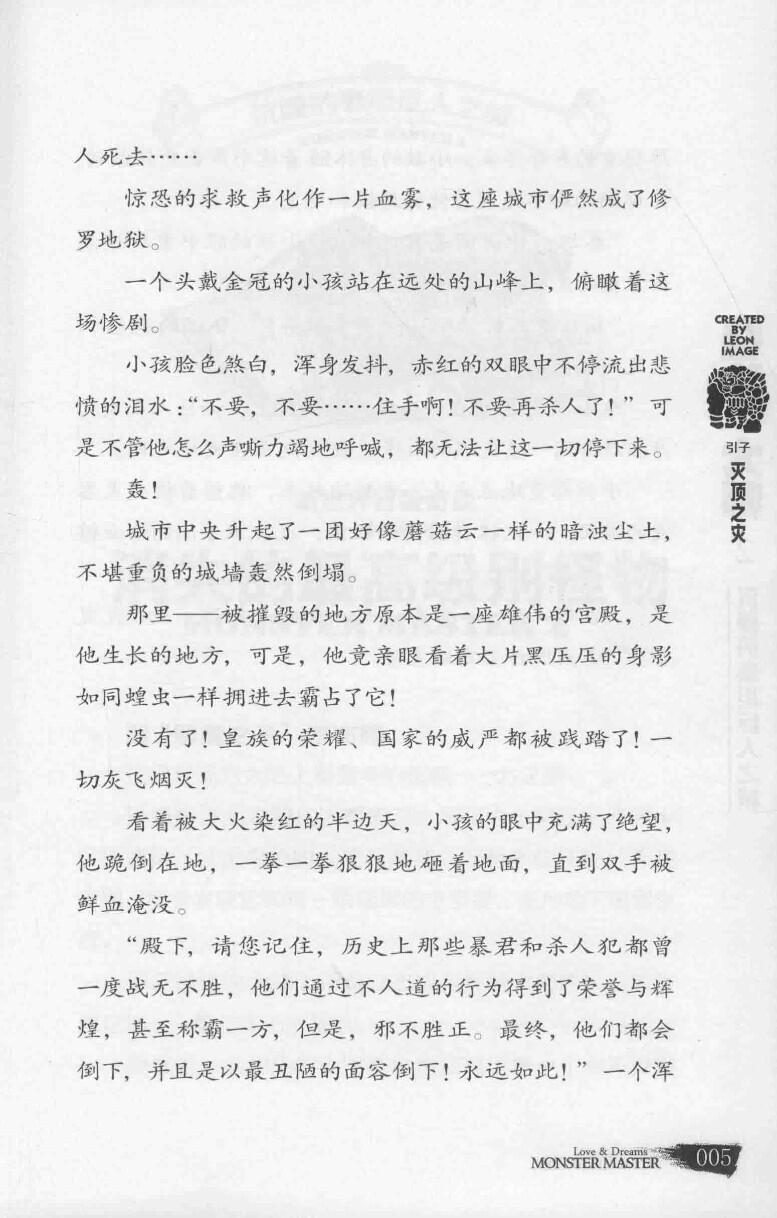 人死去……
惊恐的求救声化作一片血雾，这座城市俨然成了修
罗地狱。
一个头戴金冠的小孩站在远处的山峰上，俯瞰着这
场惨剧。
小孩脸色煞白，浑身发抖，赤红的双眼中不停流出悲
愤的泪水：“不要，不要……住手啊！不要再杀人了！”可
是不管他怎么声嘶力竭地呼喊，都无法让这一切停下来。
轰！
城市中央升起了一团好像蘑菇云一样的暗浊尘土，
不堪重负的城墙轰然倒塌。
那里——被摧毁的地方原本是一座雄伟的宫殿，是
他生长的地方，可是，他竟亲眼看着大片黑压压的身影
如同蝗虫一样拥进去霸占了它！
没有了！皇族的荣耀、国家的威严都被践踏了！一
切灰飞烟灭！
看着被大火染红的半边天，小孩的眼中充满了绝望，
他跪倒在地，一拳一拳狠狠地砸着地面，直到双手被
鲜血淹没。
“殿下，请您记住，历史上那些暴君和杀人犯都曾
一度战无不胜，他们通过不人道的行为得到了荣誉与辉
煌，甚至称霸一方，但是，邪不胜正。最终，他们都会
倒下，并且是以最丑陋的面容倒下！永远如此！”一个浑
CREATED
BY
LEON
IMAGE
引子
灭顶之灾
Love & Dreams
MONSTER MASTER
005